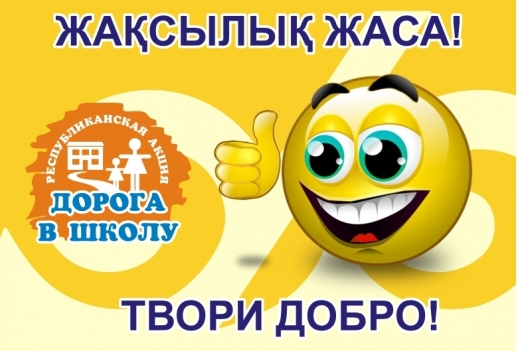 ЖАҚСЫЛЫҚ ЖАСА!
РЕСПУБЛИКАНСКАЯ АКЦИЯ
ДОРОГА
В ШКОЛУ
ТВОРИ ДОБРО!